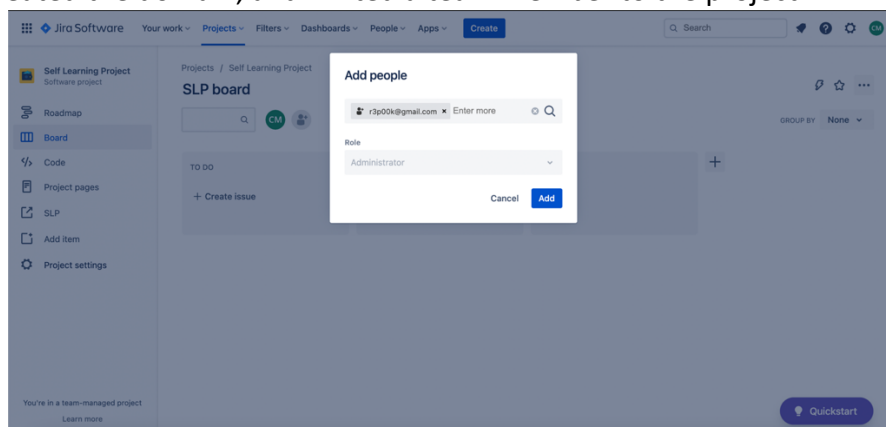 Jira Software Your work Projects Filters Dashboards People Apps Create Search CM
Self Learning Project
Software project
Projects / Self Learning Project
SLP board
Add people
r3p00k@gmail.com × Enter more
Role
Administrator
Cancel Add
CM
GROUP BY None
Roadmap
Board
Code
Project pages
SLP
Add item
Project settings
TO DO
+ Create issue
You're in a team-managed project
Learn more
Quickstart